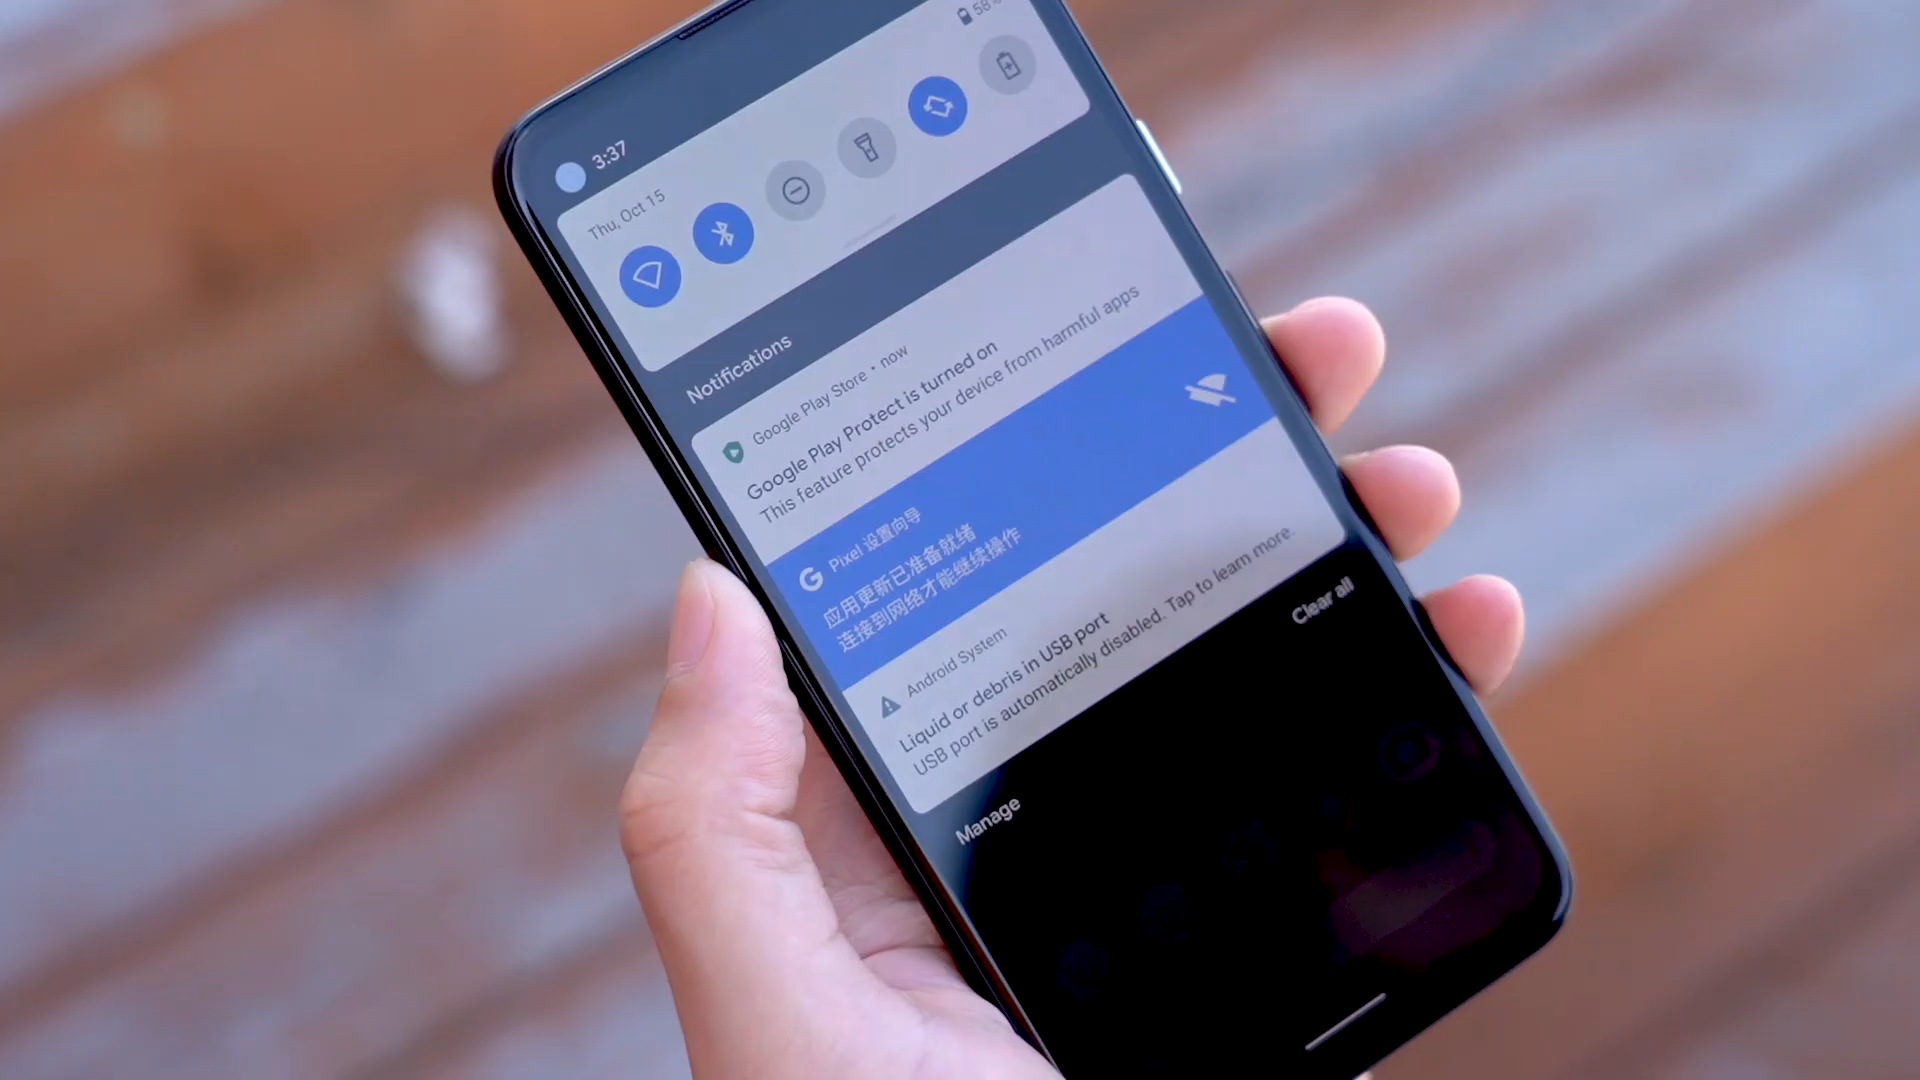 3:37
58%
Thu, Oct 15
Notifications
Google Play Store • now
Google Play Protect is turned on
This feature protects your device from harmful apps
Pixel 设置向导
应用更新已准备就绪
连接到网络才能继续操作
Android System
Liquid or debris in USB port
USB port is automatically disabled. Tap to learn more.
Manage
Clear all